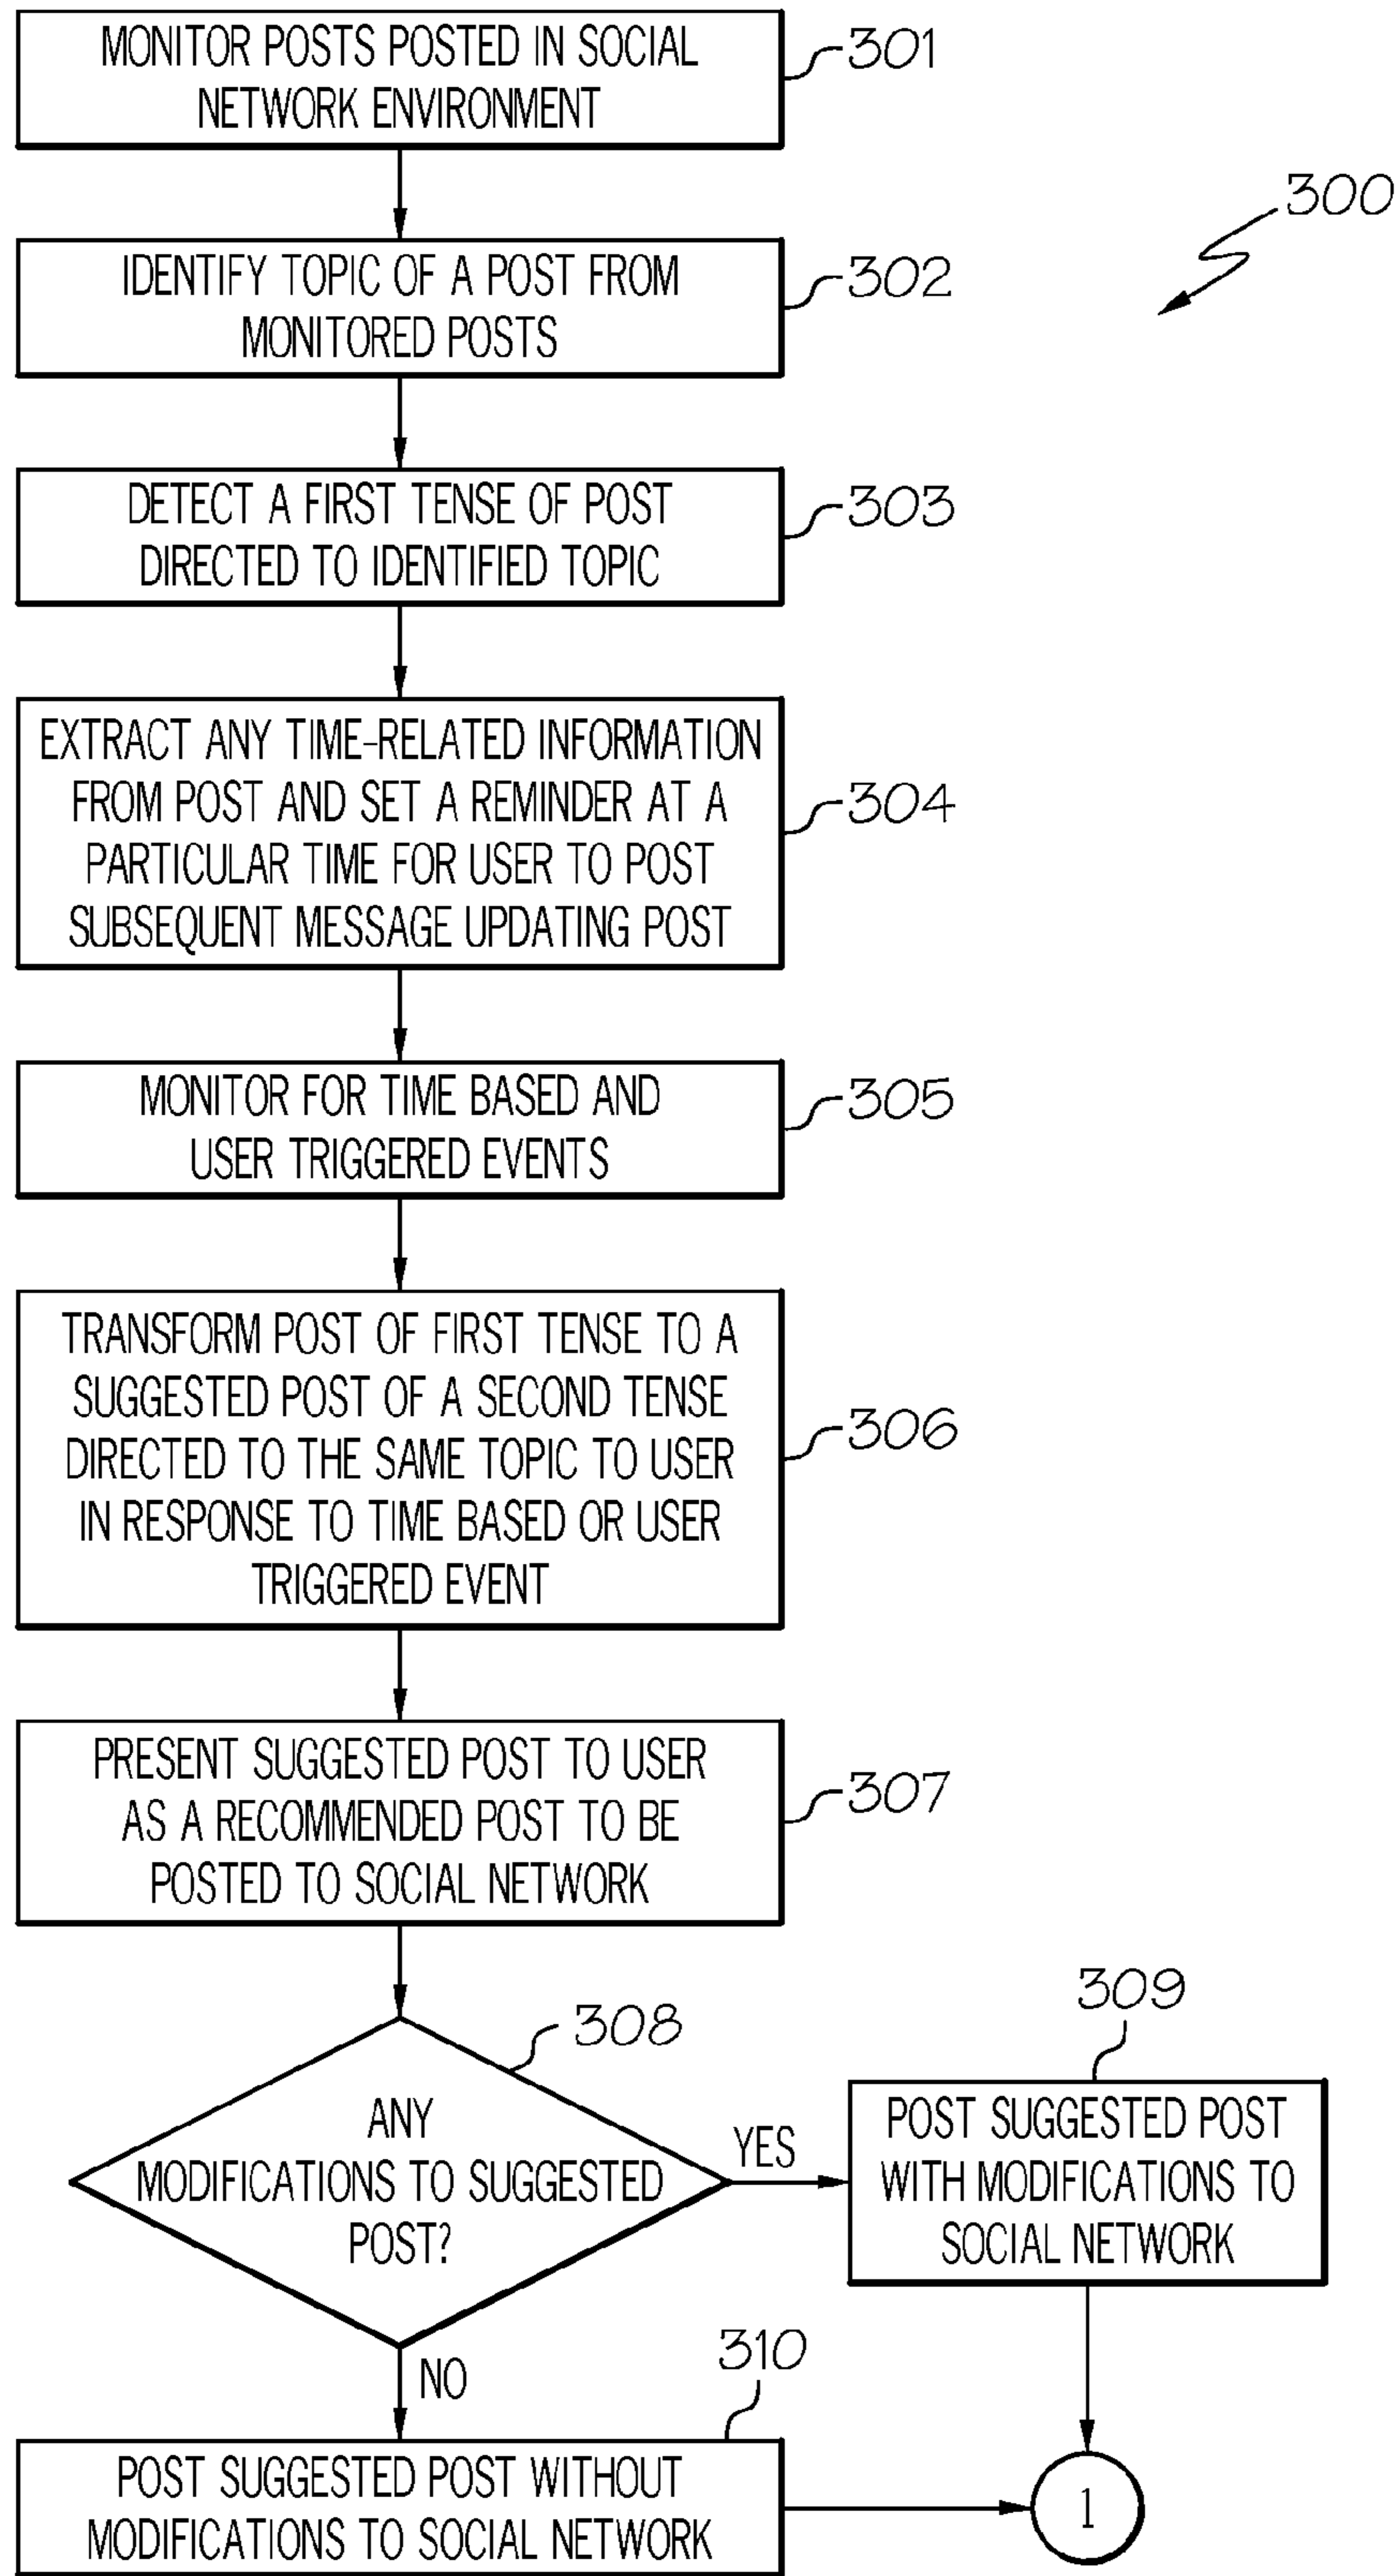 MONITOR POSTS POSTED IN SOCIAL
NETWORK ENVIRONMENT
301
300
IDENTIFY TOPIC OF A POST FROM
MONITORED POSTS
302
DETECT A FIRST TENSE OF POST
DIRECTED TO IDENTIFIED TOPIC
303
EXTRACT ANY TIME-RELATED INFORMATION
FROM POST AND SET A REMINDER AT A
PARTICULAR TIME FOR USER TO POST
SUBSEQUENT MESSAGE UPDATING POST
304
MONITOR FOR TIME BASED AND
USER TRIGGERED EVENTS
305
TRANSFORM POST OF FIRST TENSE TO A
SUGGESTED POST OF A SECOND TENSE
DIRECTED TO THE SAME TOPIC TO USER
IN RESPONSE TO TIME BASED OR USER
TRIGGERED EVENT
306
PRESENT SUGGESTED POST TO USER
AS A RECOMMENDED POST TO BE
POSTED TO SOCIAL NETWORK
307
308
ANY
MODIFICATIONS TO SUGGESTED
POST?
YES
309
POST SUGGESTED POST
WITH MODIFICATIONS TO
SOCIAL NETWORK
NO
310
POST SUGGESTED POST WITHOUT
MODIFICATIONS TO SOCIAL NETWORK
1